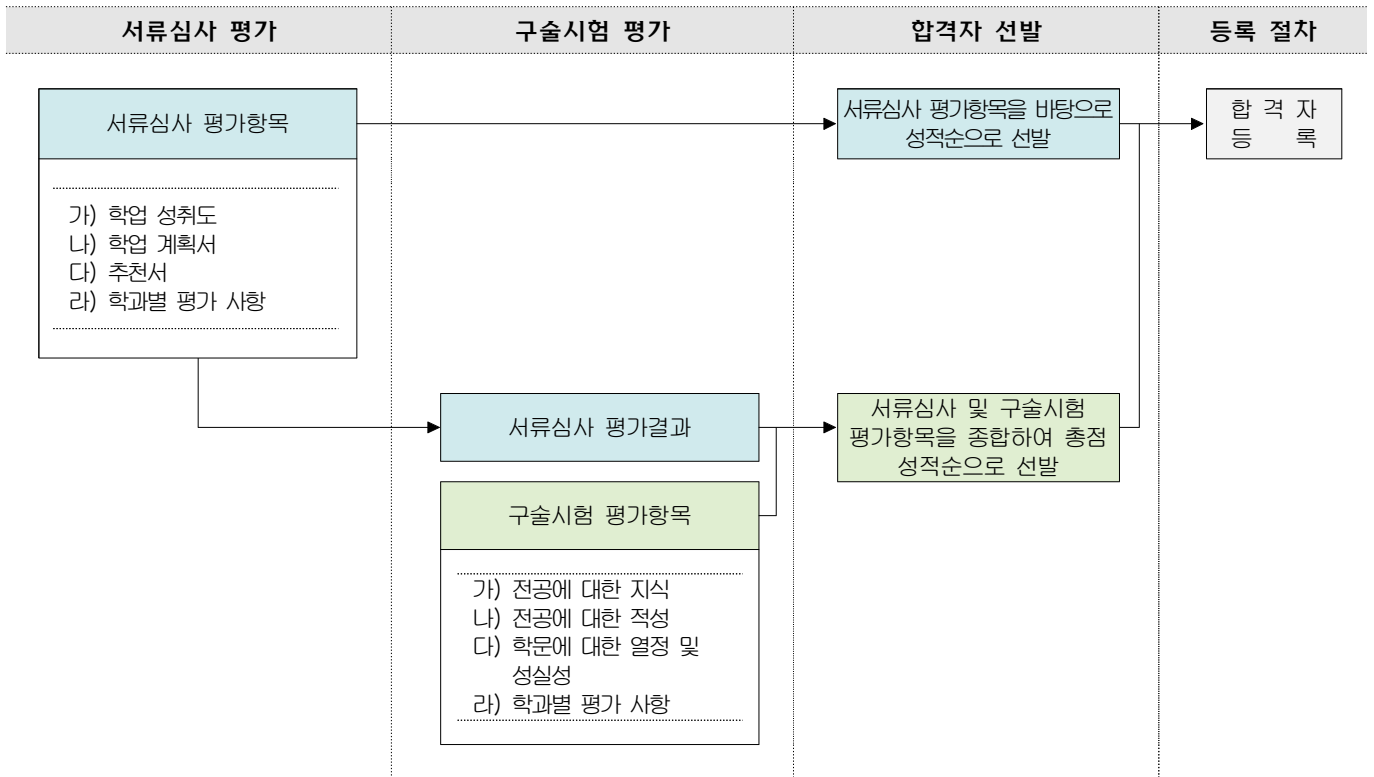 서류심사 평가
구술시험 평가
합격자 선발
등록 절차
서류심사 평가항목
가) 학업 성취도
나) 학업 계획서
다) 추천서
라) 학과별 평가 사항
서류심사 평가항목을 바탕으로
성적순으로 선발
합 격 자
등 록
서류심사 평가결과
서류심사 및 구술시험
평가항목을 종합하여 총점
성적순으로 선발
구술시험 평가항목
가) 전공에 대한 지식
나) 전공에 대한 적성
다) 학문에 대한 열정 및
성실성
라) 학과별 평가 사항